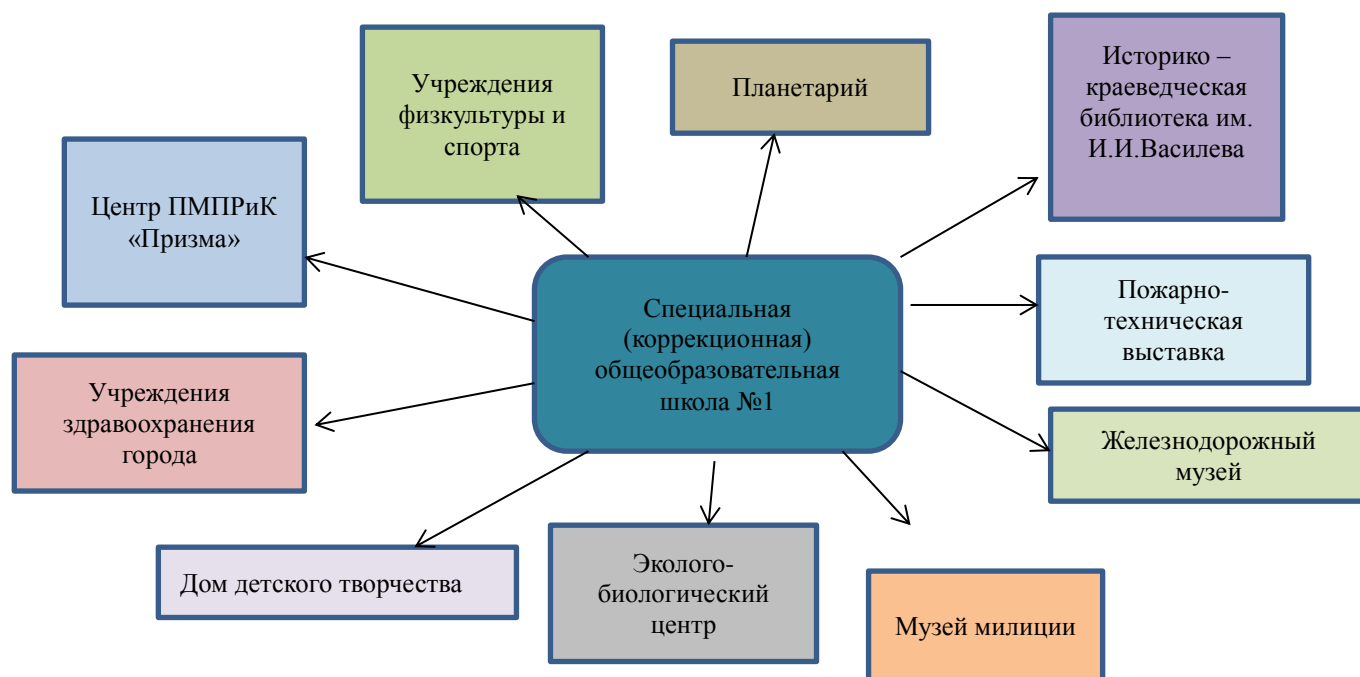 Учреждения
физкультуры и
спорта
Планетарий
Историко –
краеведческая
библиотека им.
И.И.Василева
Центр ПМПРиК
«Призма»
Специальная
(коррекционная)
общеобразовательная
школа №1
Пожарно-
техническая
выставка
Учреждения
здравоохранения
города
Железнодорожный
музей
Дом детского творчества
Эколого-
биологический
центр
Музей милиции